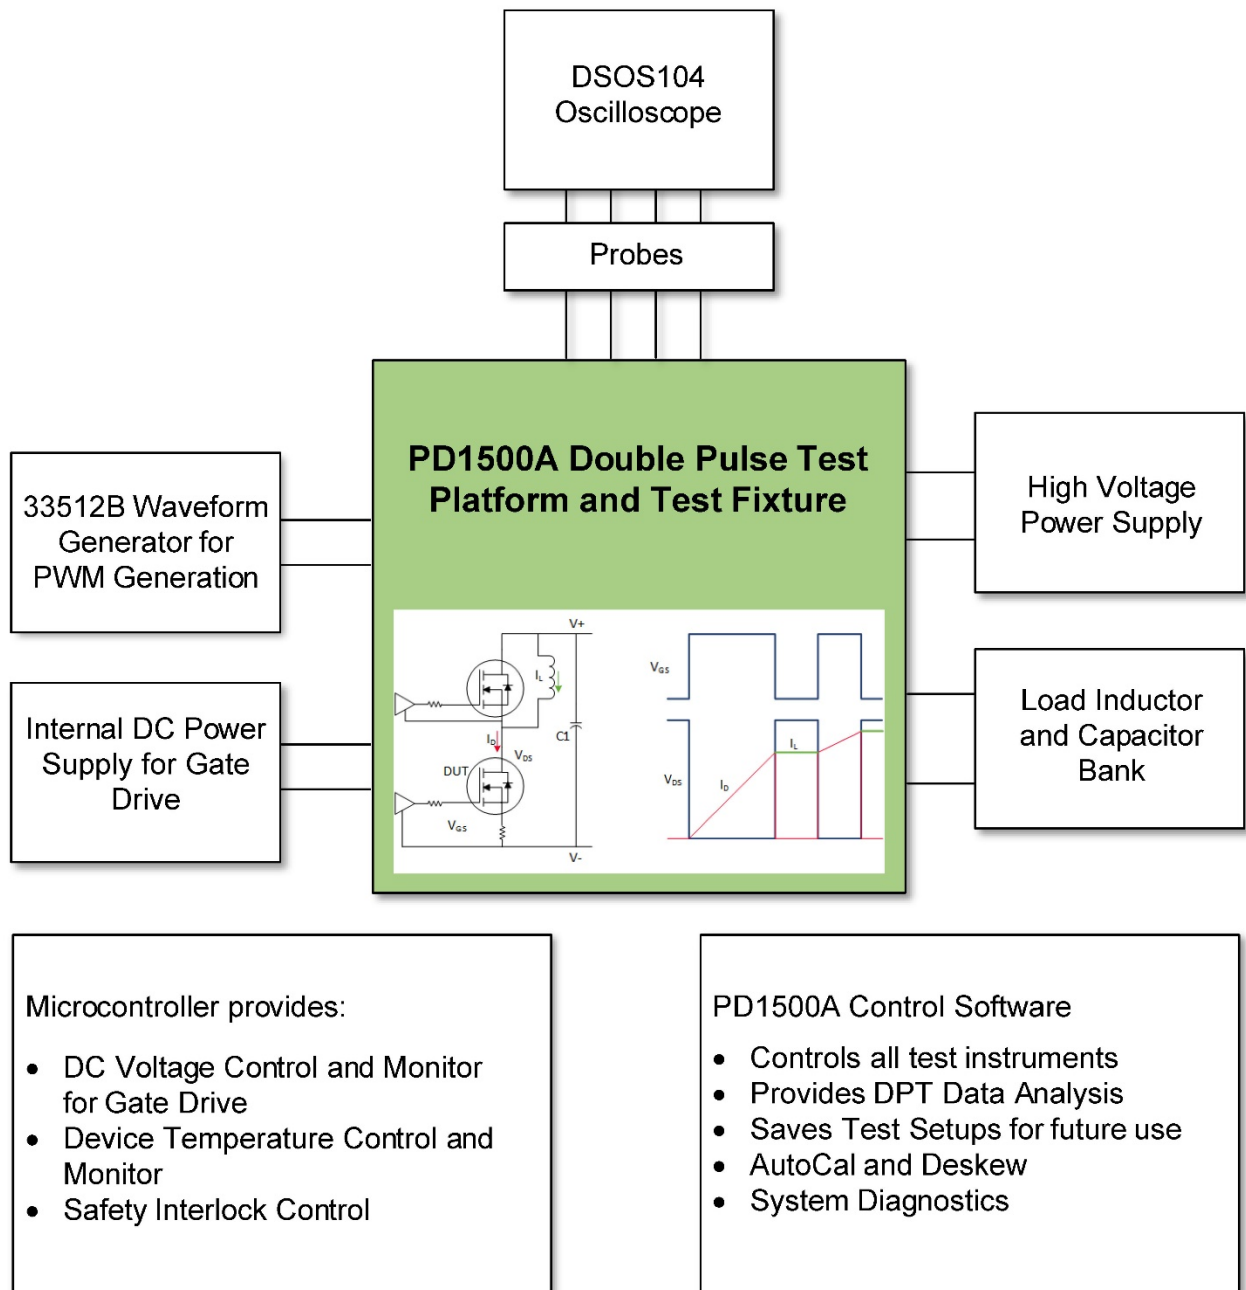 DSOS104
Oscilloscope
Probes
PD1500A Double Pulse Test
Platform and Test Fixture
33512B Waveform
Generator for
PWM Generation
High Voltage
Power Supply
Internal DC Power
Supply for Gate
Drive
Load Inductor
and Capacitor
Bank
V+
IL
C1
ID
VDS
DUT
VGS
V-
VGS
VDS
IL
ID
Microcontroller provides:
• DC Voltage Control and Monitor
for Gate Drive
• Device Temperature Control and
Monitor
• Safety Interlock Control
PD1500A Control Software
• Controls all test instruments
• Provides DPT Data Analysis
• Saves Test Setups for future use
• AutoCal and Deskew
• System Diagnostics